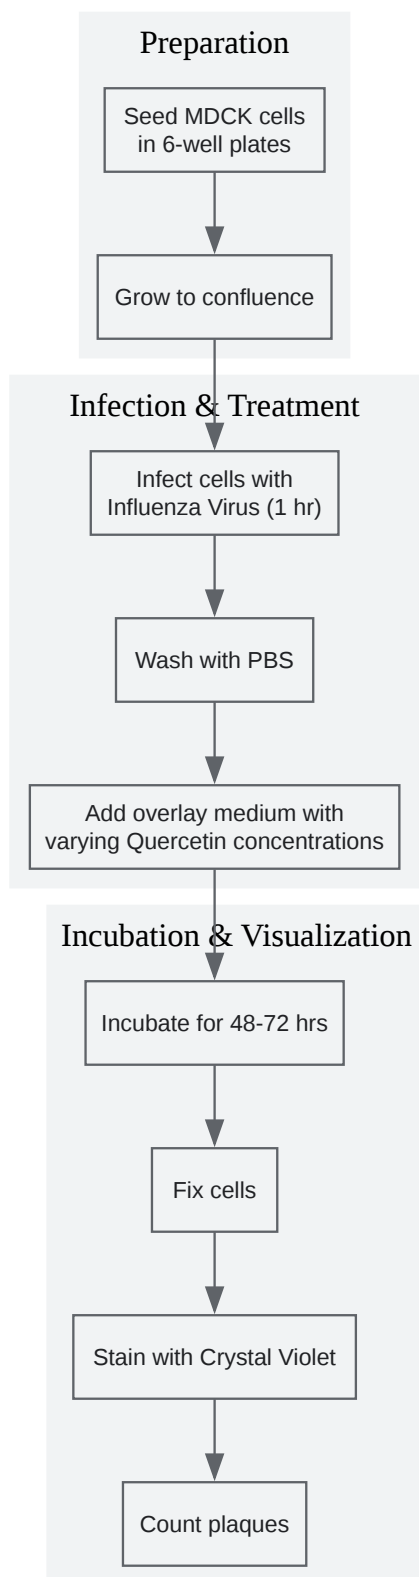 Preparation
Seed MDCK cells
in 6-well plates
Grow to confluence
Infection & Treatment
Infect cells with
Influenza Virus (1 hr)
Wash with PBS
Add overlay medium with
varying Quercetin concentrations
Incubation & Visualization
Incubate for 48-72 hrs
Fix cells
Stain with Crystal Violet
Count plaques